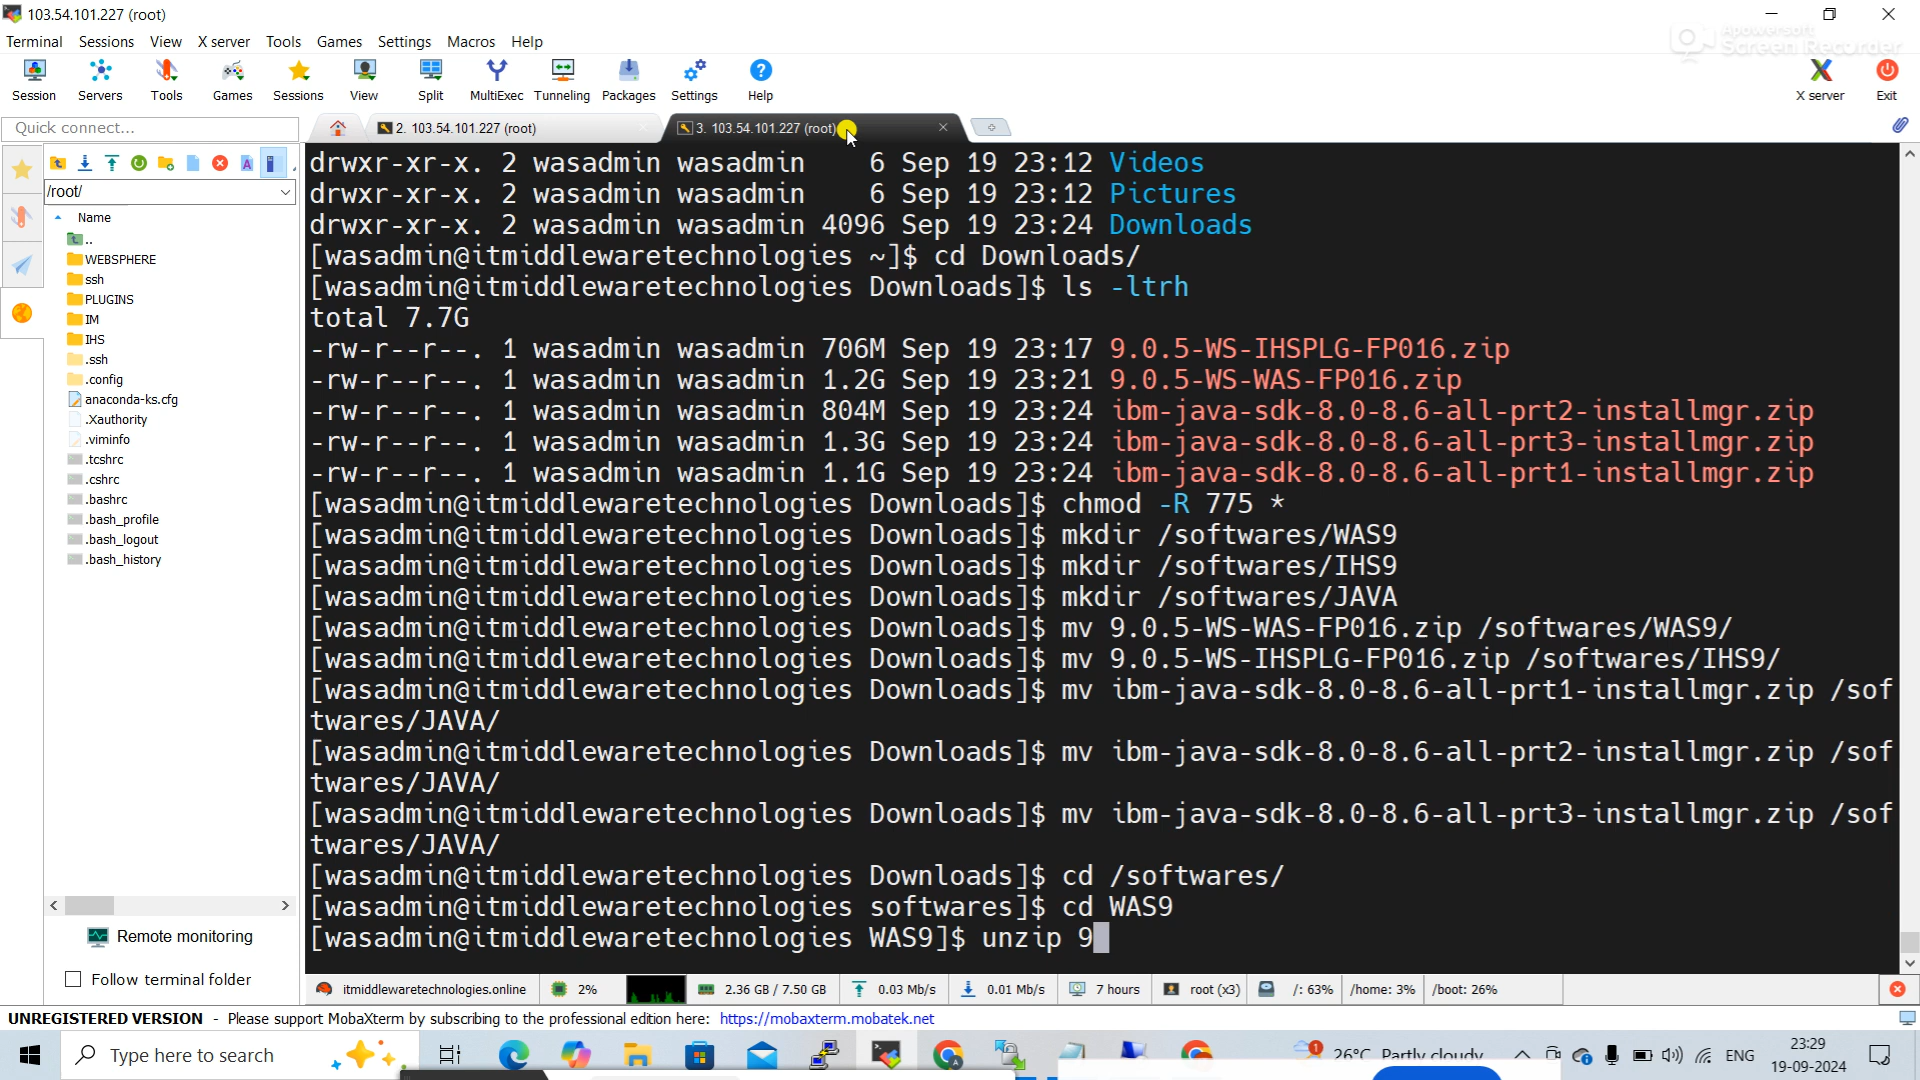 103.54.101.227 (root)
Terminal Sessions View X server Tools Games Settings Macros Help
Apowersoft
Screen Recorder
Session Servers Tools Games Sessions View Split MultiExec Tunneling Packages Settings Help X server Exit
Quick connect...
2. 103.54.101.227 (root)
3. 103.54.101.227 (root)
/root/
Name
..
WEBSPHERE
ssh
PLUGINS
IM
IHS
.ssh
.config
anaconda-ks.cfg
.Xauthority
.viminfo
.tcshrc
.cshrc
.bashrc
.bash_profile
.bash_logout
.bash_history
Remote monitoring
Follow terminal folder
drwxr-xr-x. 2 wasadmin wasadmin    6 Sep 19 23:12 Videos
drwxr-xr-x. 2 wasadmin wasadmin    6 Sep 19 23:12 Pictures
drwxr-xr-x. 2 wasadmin wasadmin 4096 Sep 19 23:24 Downloads
[wasadmin@itmiddlewaretechnologies ~]$ cd Downloads/
[wasadmin@itmiddlewaretechnologies Downloads]$ ls -ltrh
total 7.7G
-rw-r--r--. 1 wasadmin wasadmin 706M Sep 19 23:17 9.0.5-WS-IHSPLG-FP016.zip
-rw-r--r--. 1 wasadmin wasadmin 1.2G Sep 19 23:21 9.0.5-WS-WAS-FP016.zip
-rw-r--r--. 1 wasadmin wasadmin 804M Sep 19 23:24 ibm-java-sdk-8.0-8.6-all-prt2-installmgr.zip
-rw-r--r--. 1 wasadmin wasadmin 1.3G Sep 19 23:24 ibm-java-sdk-8.0-8.6-all-prt3-installmgr.zip
-rw-r--r--. 1 wasadmin wasadmin 1.1G Sep 19 23:24 ibm-java-sdk-8.0-8.6-all-prt1-installmgr.zip
[wasadmin@itmiddlewaretechnologies Downloads]$ chmod -R 775 *
[wasadmin@itmiddlewaretechnologies Downloads]$ mkdir /softwares/WAS9
[wasadmin@itmiddlewaretechnologies Downloads]$ mkdir /softwares/IHS9
[wasadmin@itmiddlewaretechnologies Downloads]$ mkdir /softwares/JAVA
[wasadmin@itmiddlewaretechnologies Downloads]$ mv 9.0.5-WS-WAS-FP016.zip /softwares/WAS9/
[wasadmin@itmiddlewaretechnologies Downloads]$ mv 9.0.5-WS-IHSPLG-FP016.zip /softwares/IHS9/
[wasadmin@itmiddlewaretechnologies Downloads]$ mv ibm-java-sdk-8.0-8.6-all-prt1-installmgr.zip /sof
twares/JAVA/
[wasadmin@itmiddlewaretechnologies Downloads]$ mv ibm-java-sdk-8.0-8.6-all-prt2-installmgr.zip /sof
twares/JAVA/
[wasadmin@itmiddlewaretechnologies Downloads]$ mv ibm-java-sdk-8.0-8.6-all-prt3-installmgr.zip /sof
twares/JAVA/
[wasadmin@itmiddlewaretechnologies Downloads]$ cd /softwares/
[wasadmin@itmiddlewaretechnologies softwares]$ cd WAS9
[wasadmin@itmiddlewaretechnologies WAS9]$ unzip 9
itmiddlewaretechnologies.online 2% 2.36 GB / 7.50 GB 0.03 Mb/s 0.01 Mb/s 7 hours root (x3) /: 63% /home: 3% /boot: 26%
UNREGISTERED VERSION - Please support MobaXterm by subscribing to the professional edition here: https://mobaxterm.mobatek.net
Type here to search
1
26°C Partly cloudy
ENG
23:29
19-09-2024